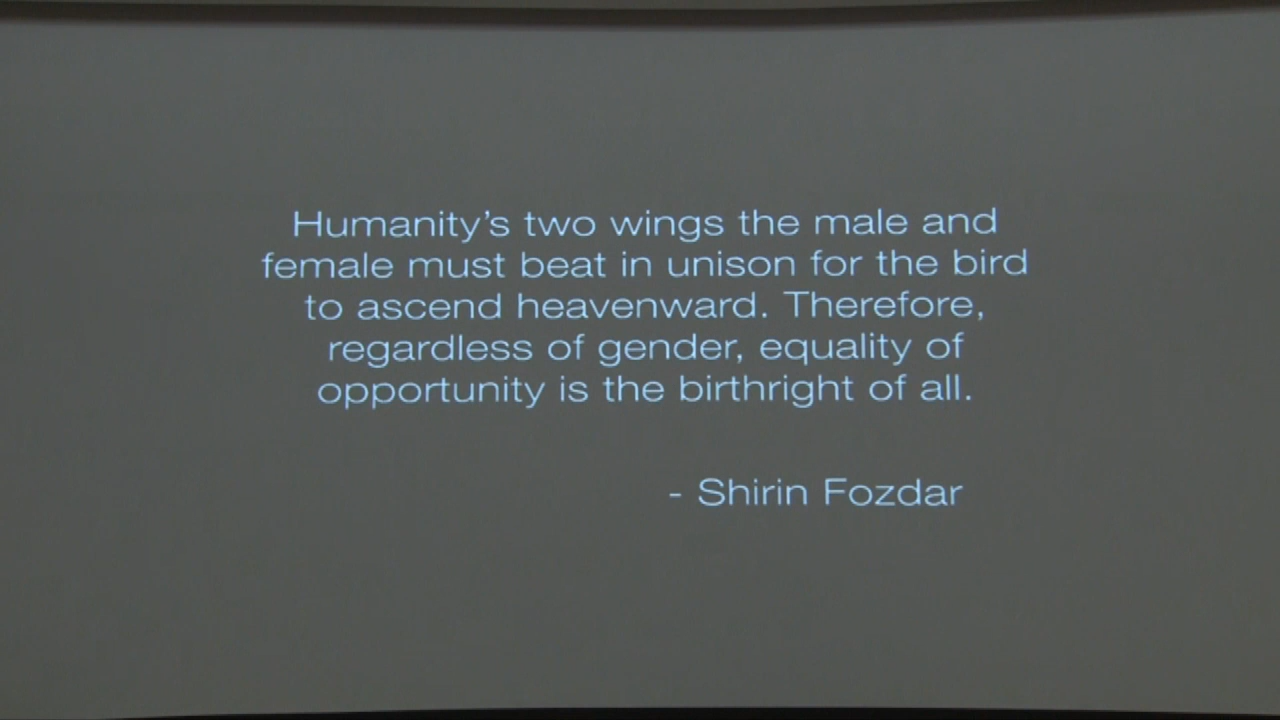 Humanity's two wings the male and
female must beat in unison for the bird
to ascend heavenward. Therefore,
regardless of gender, equality of
opportunity is the birthright of all.
- Shirin Fozdar